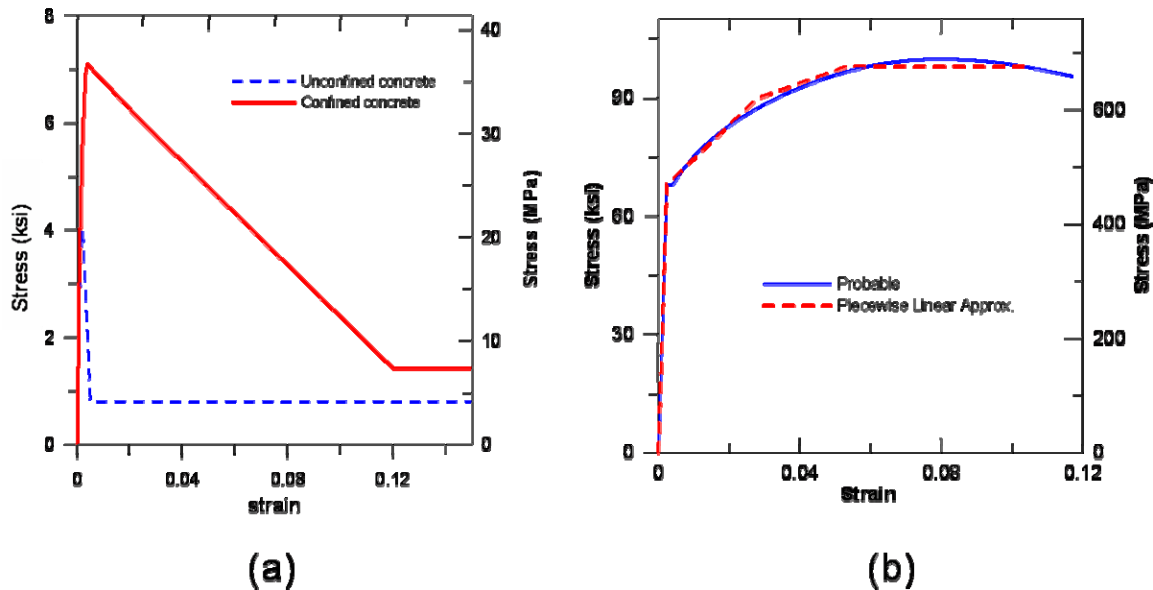 8
6
4
2
0
Stress (ksi)
0
0.04
0.08
0.12
strain
40
30
20
10
0
Stress (MPa)
Unconfined concrete
Confined concrete
(a)
90
60
30
0
Stress (ksi)
0
0.04
0.08
0.12
Strain
600
400
200
0
Stress (MPa)
Probable
Piecewise Linear Approx.
(b)